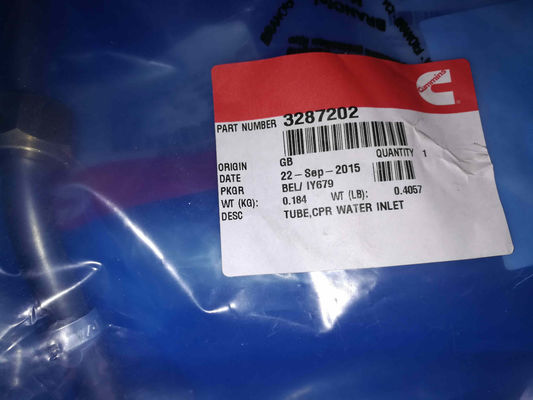 cummins
PART NUMBER 3287202
ORIGIN GB QUANTITY 1
DATE 22-Sep-2015
PKGR BEL/ IY679
WT (KG): 0.184 WT (LB): 0.4057
DESC TUBE,CPR WATER INLET